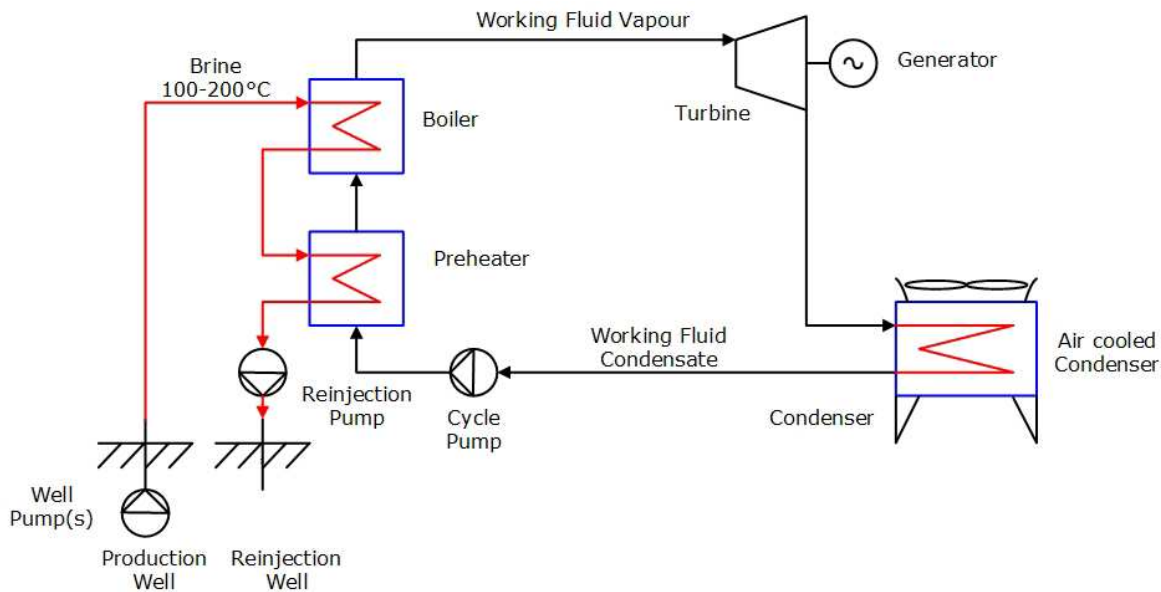 Working Fluid Vapour
Brine
100-200°C
Generator
Boiler
Turbine
Preheater
Working Fluid
Condensate
Air cooled
Condenser
Reinjection
Pump
Cycle
Pump
Condenser
Well
Pump(s)
Production
Well
Reinjection
Well